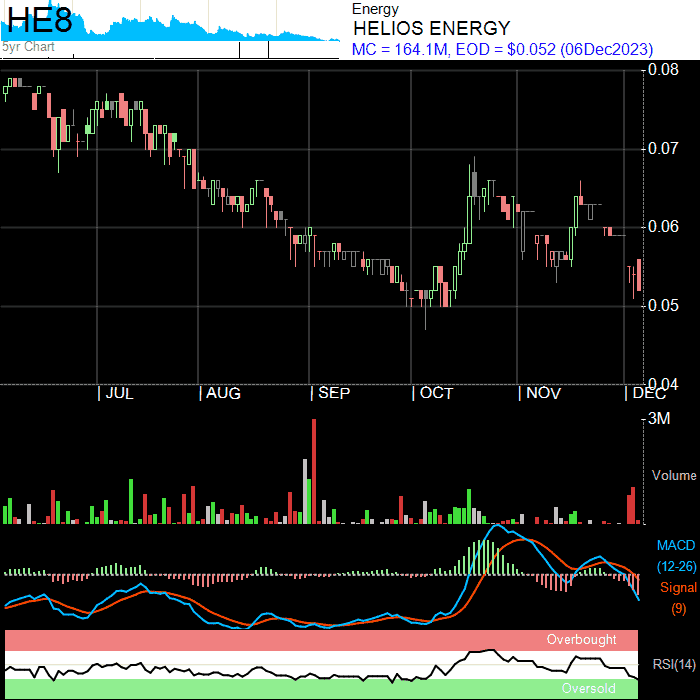 HE8
5yr Chart
Energy
HELIOS ENERGY
MC = 164.1M, EOD = $0.052 (06Dec2023)
0.08
0.07
0.06
0.05
0.04
| JUL | AUG | SEP | OCT | NOV | DEC
3M
Volume
MACD
(12-26)
Signal
(9)
Overbought
RSI(14)
Oversold